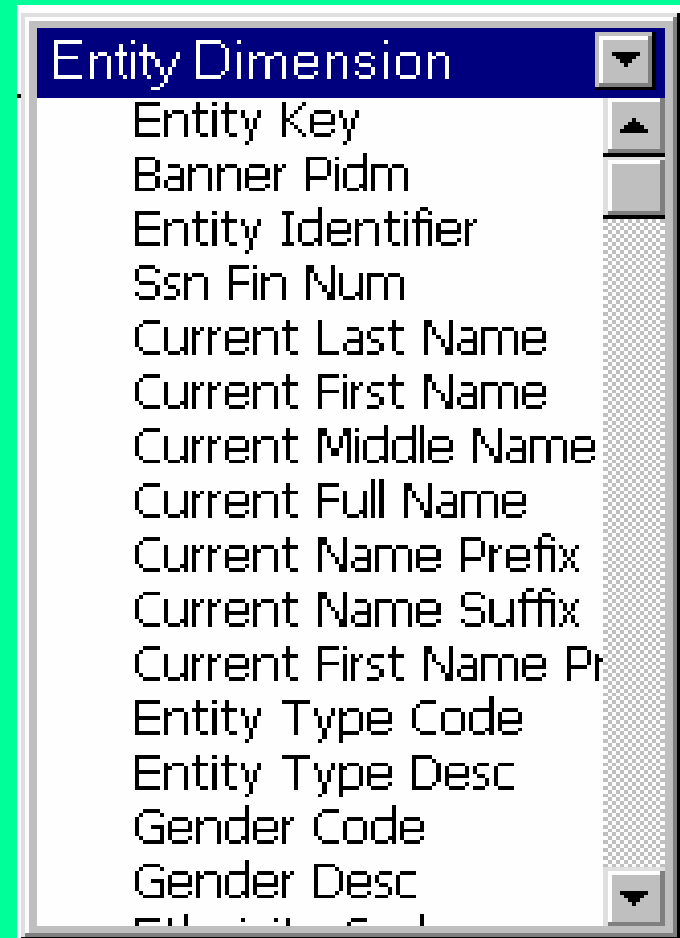 Entity Dimension
Entity Key
Banner Pidm
Entity Identifier
Ssn Fin Num
Current Last Name
Current First Name
Current Middle Name
Current Full Name
Current Name Prefix
Current Name Suffix
Current First Name Pr
Entity Type Code
Entity Type Desc
Gender Code
Gender Desc